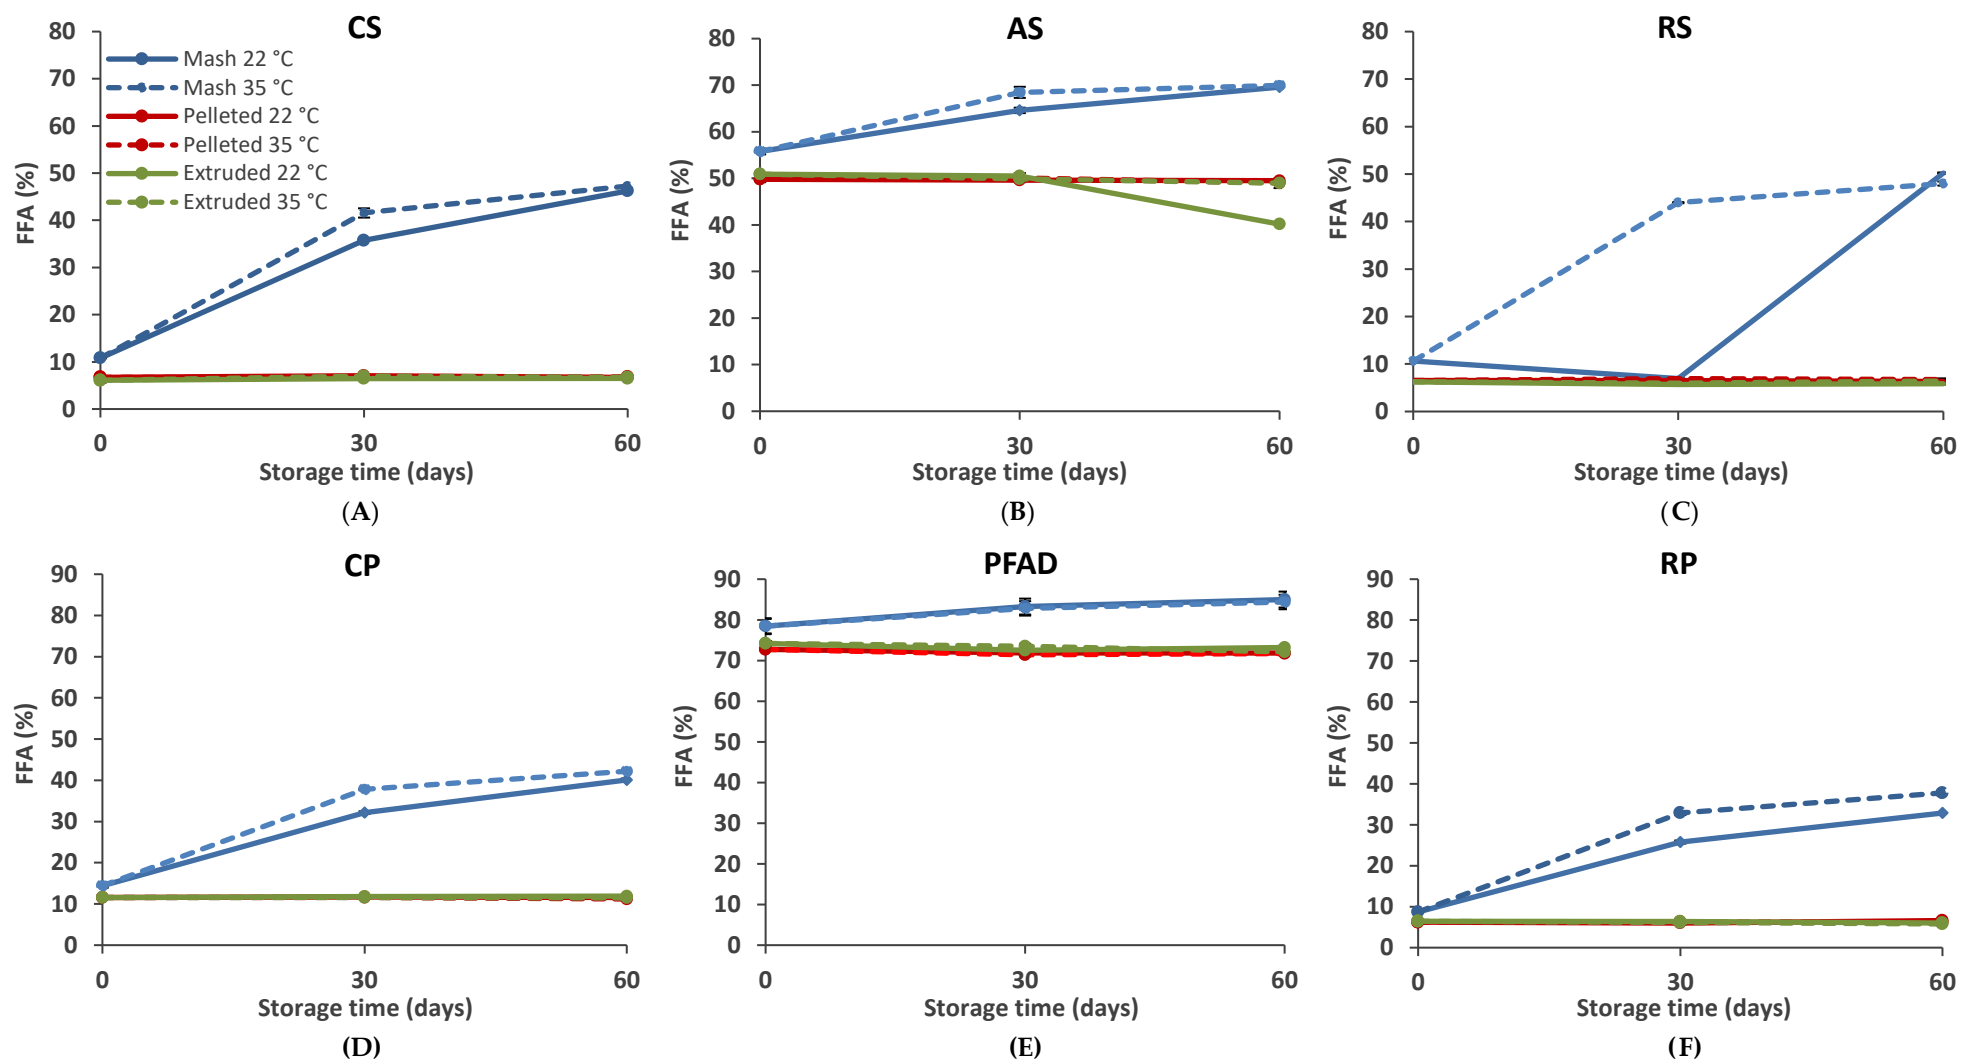 CS
80
70
60
50
40
30
20
10
0
FFA (%)
Mash 22 °C
Mash 35 °C
Pelleted 22 °C
Pelleted 35 °C
Extruded 22 °C
Extruded 35 °C
0 30 60
Storage time (days)
(A)
AS
80
70
60
50
40
30
20
10
0
FFA (%)
0 30 60
Storage time (days)
(B)
RS
80
70
60
50
40
30
20
10
0
FFA (%)
0 30 60
Storage time (days)
(C)
CP
90
80
70
60
50
40
30
20
10
0
FFA (%)
0 30 60
Storage time (days)
(D)
PFAD
90
80
70
60
50
40
30
20
10
0
FFA (%)
0 30 60
Storage time (days)
(E)
RP
90
80
70
60
50
40
30
20
10
0
FFA (%)
0 30 60
Storage time (days)
(F)